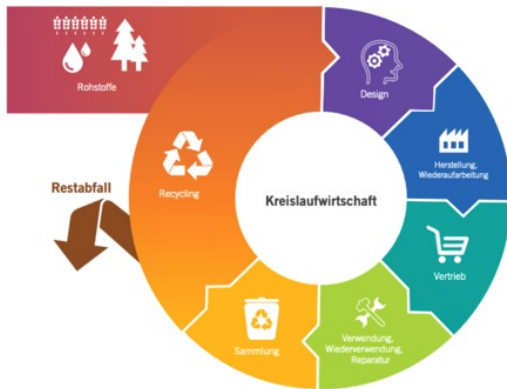 Rohstoffe
Design
Herstellung,
Wiederaufarbeitung
Vertrieb
Verwendung,
Wiederverwendung,
Reparatur
Sammlung
Recycling
Restabfall
Kreislaufwirtschaft